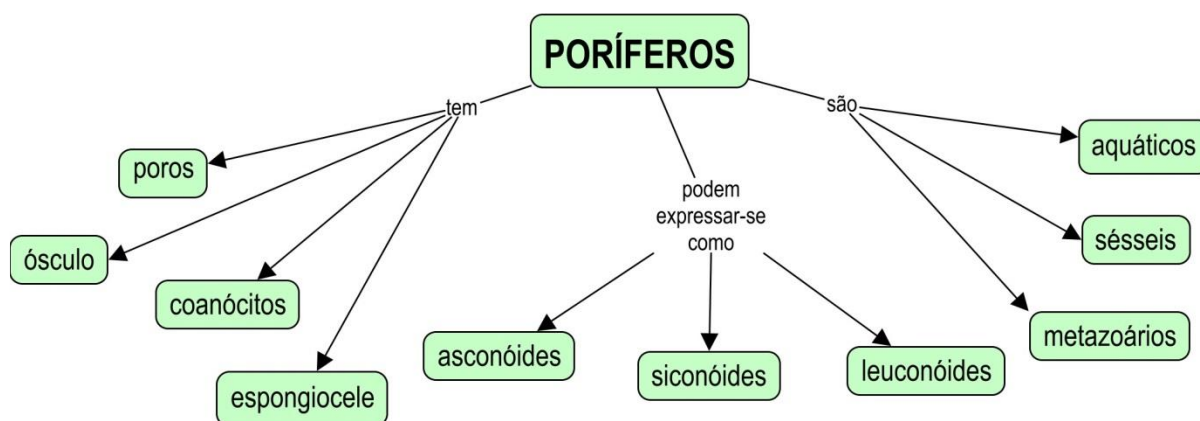 PORÍFEROS
tem
são
poros
aquáticos
podem
expressar-se
como
ósculo
sésseis
coanócitos
metazoários
asconóides
siconóides
leuconóides
espongiocele